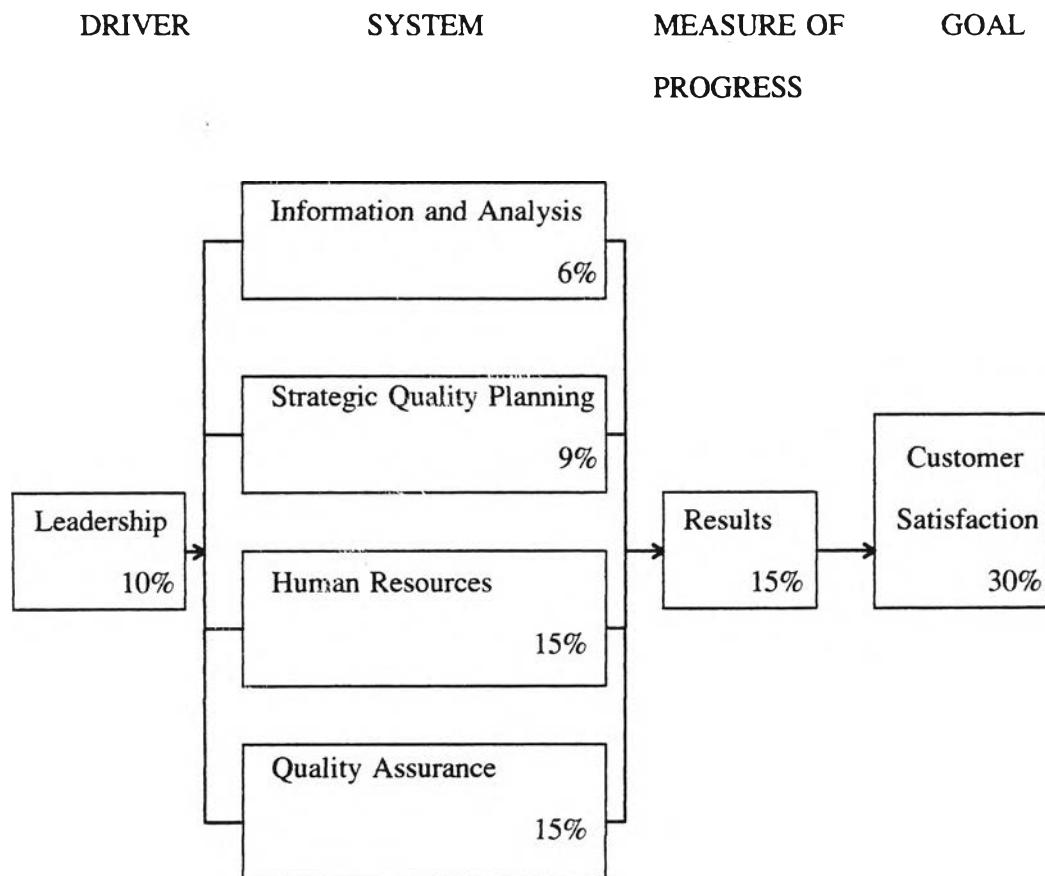 DRIVER SYSTEM MEASURE OF GOAL
PROGRESS
Information and Analysis
6%
Strategic Quality Planning
9%
Leadership
10%
Human Resources
15%
Quality Assurance
15%
Results
15%
Customer
Satisfaction
30%